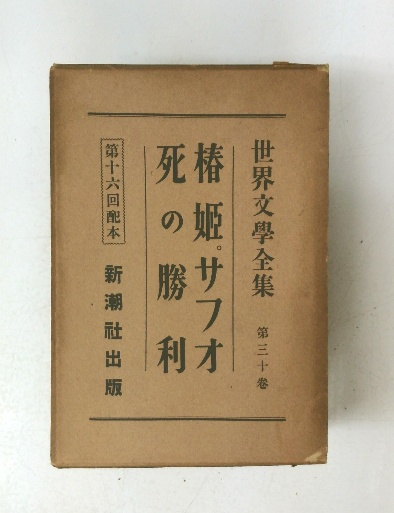 世界文學全集 第三十卷
椿姬。サフオ
死の勝利
第十六回配本
新潮社出版